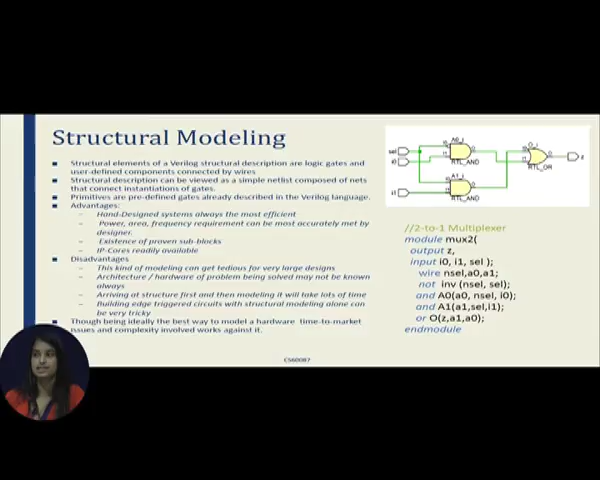 Structural Modeling
Structural elements of a Verilog structural description are logic gates and
user-defined components connected by wires
Structural description can be viewed as a simple netlist composed of nets
that connect instantiations of gates.
Primitives are pre-defined gates already described in the Verilog language.
Advantages:
– Hand-Designed systems always the most efficient
– Power, area, frequency requirement can be most accurately met by
designer.
– Existence of proven sub-blocks
– IP-Cores readily available
Disadvantages
– This kind of modeling can get tedious for very large designs
– Architecture / hardware of problem being solved may not be known
always
– Arriving at structure first and then modeling it will take lots of time
– Building edge triggered circuits with structural modeling alone can
be very tricky
Though being ideally the best way to model a hardware time-to-market
issues and complexity involved works against it.
sel
i0
i1
A0_i
RTL_AND
A1_i
RTL_AND
O_i
RTL_OR
z
//2-to-1 Multiplexer
module mux2(
output z,
input i0, i1, sel );
wire nsel,a0,a1;
not inv (nsel, sel);
and A0(a0, nsel, i0);
and A1(a1,sel,i1);
or O(z,a1,a0);
endmodule
CS60087